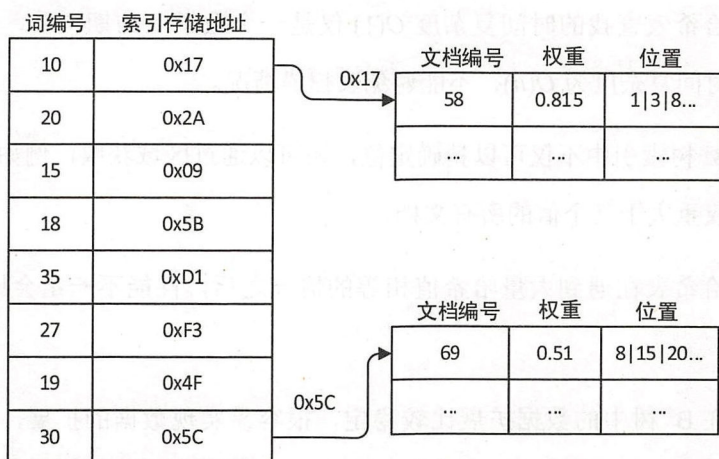 词编号 索引存储地址
10 0x17
20 0x2A
15 0x09
18 0x5B
35 0xD1
27 0xF3
19 0x4F
30 0x5C
0x17
文档编号 权重 位置
58 0.815 1|3|8...
... ... ...
0x5C
文档编号 权重 位置
69 0.51 8|15|20...
... ... ...